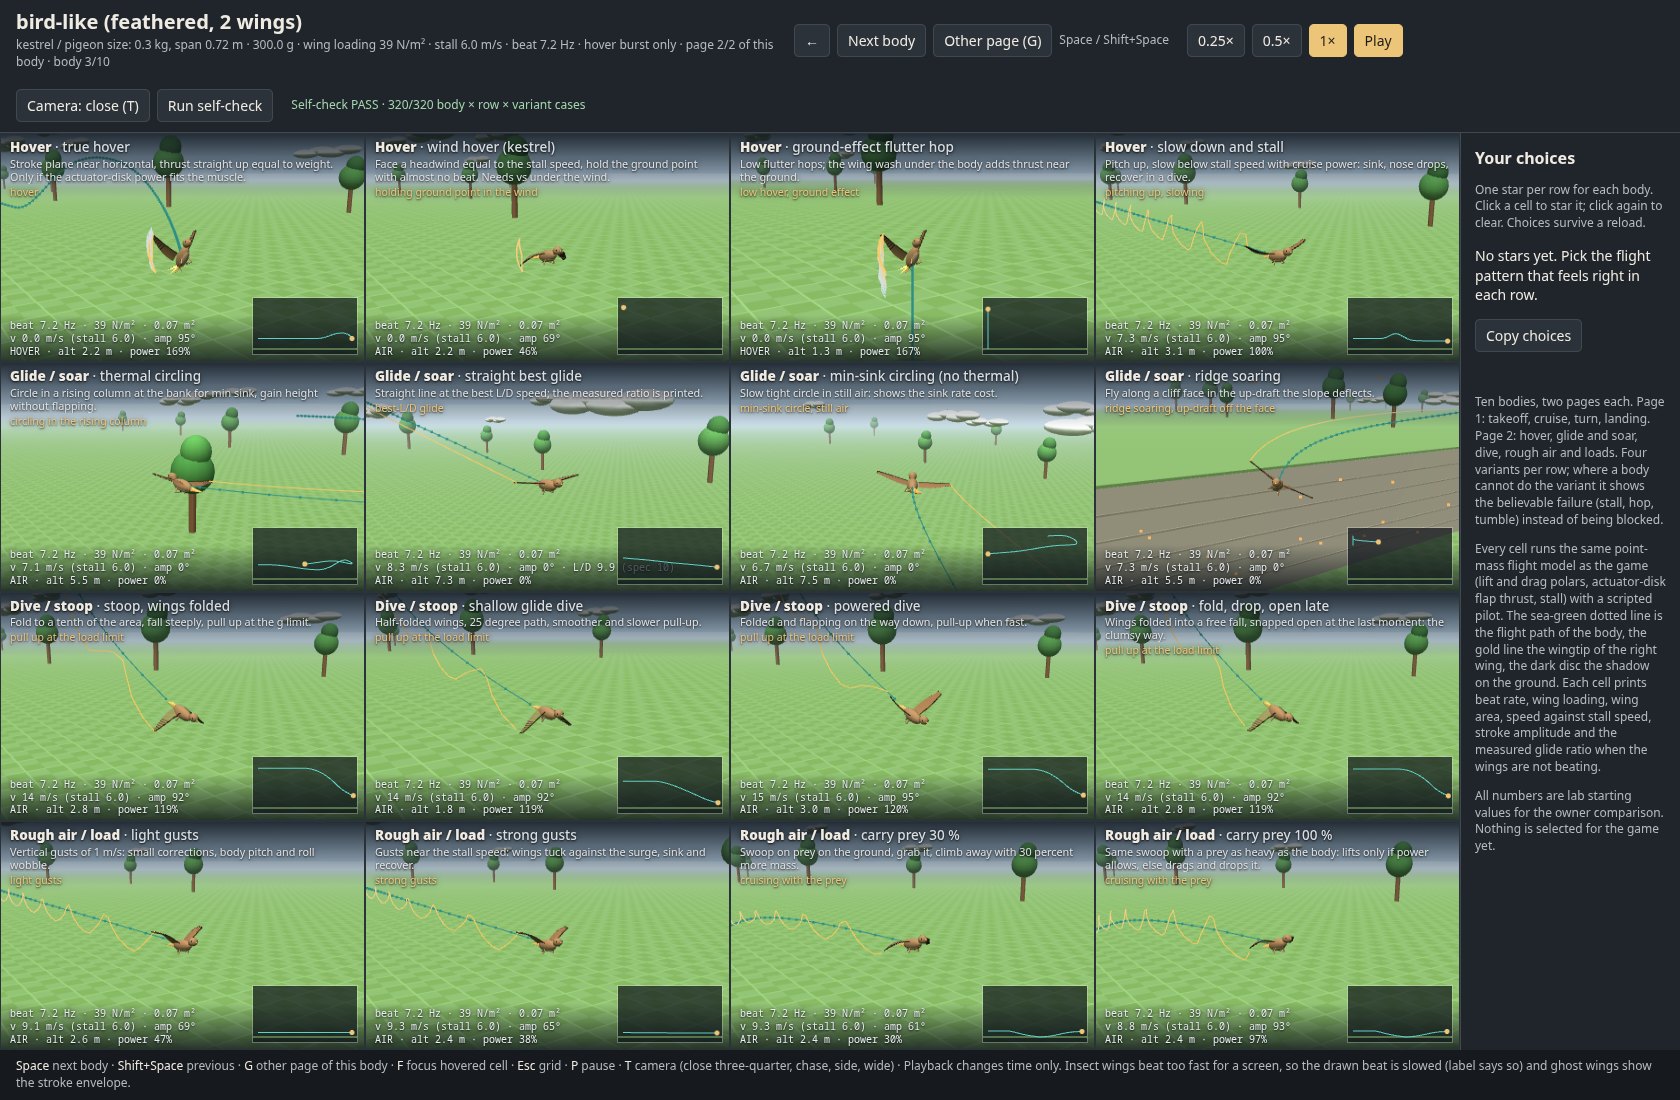 bird-like (feathered, 2 wings)
kestrel / pigeon size: 0.3 kg, span 0.72 m · 300.0 g · wing loading 39 N/m² · stall 6.0 m/s · beat 7.2 Hz · hover burst only · page 2/2 of this
body · body 3/10
←
Next body
Other page (G)
Space / Shift+Space
0.25×
0.5×
1×
Play
Camera: close (T)
Run self-check
Self-check PASS · 320/320 body × row × variant cases
Hover · true hover
Stroke plane near horizontal, thrust straight up equal to weight.
Only if the actuator-disk power fits the muscle.
hover
beat 7.2 Hz · 39 N/m² · 0.07 m²
v 0.0 m/s (stall 6.0) · amp 95°
HOVER · alt 2.2 m · power 169%
Hover · wind hover (kestrel)
Face a headwind equal to the stall speed, hold the ground point
with almost no beat. Needs vs under the wind.
holding ground point in the wind
beat 7.2 Hz · 39 N/m² · 0.07 m²
v 0.0 m/s (stall 6.0) · amp 69°
AIR · alt 2.2 m · power 46%
Hover · ground-effect flutter hop
Low flutter hops; the wing wash under the body adds thrust near
the ground.
low hover, ground effect
beat 7.2 Hz · 39 N/m² · 0.07 m²
v 0.0 m/s (stall 6.0) · amp 95°
HOVER · alt 1.3 m · power 167%
Hover · slow down and stall
Pitch up, slow below stall speed with cruise power: sink, nose drops,
recover in a dive.
pitching up, slowing
beat 7.2 Hz · 39 N/m² · 0.07 m²
v 7.3 m/s (stall 6.0) · amp 95°
AIR · alt 3.1 m · power 100%
Glide / soar · thermal circling
Circle in a rising column at the bank for min sink, gain height
without flapping.
circling in the rising column
beat 7.2 Hz · 39 N/m² · 0.07 m²
v 7.1 m/s (stall 6.0) · amp 0°
AIR · alt 5.5 m · power 0%
Glide / soar · straight best glide
Straight line at the best L/D speed; the measured ratio is printed.
best-L/D glide
beat 7.2 Hz · 39 N/m² · 0.07 m²
v 8.3 m/s (stall 6.0) · amp 0° · L/D 9.9 (spec 10)
AIR · alt 7.3 m · power 0%
Glide / soar · min-sink circling (no thermal)
Slow tight circle in still air: shows the sink rate cost.
min-sink circle, still air
beat 7.2 Hz · 39 N/m² · 0.07 m²
v 6.7 m/s (stall 6.0) · amp 0°
AIR · alt 7.5 m · power 0%
Glide / soar · ridge soaring
Fly along a cliff face in the up-draft the slope deflects.
ridge soaring, up-draft off the face
beat 7.2 Hz · 39 N/m² · 0.07 m²
v 7.3 m/s (stall 6.0) · amp 0°
AIR · alt 5.5 m · power 0%
Dive / stoop · stoop, wings folded
Fold to a tenth of the area, fall steeply, pull up at the g limit.
pull up at the load limit
beat 7.2 Hz · 39 N/m² · 0.07 m²
v 14 m/s (stall 6.0) · amp 92°
AIR · alt 2.8 m · power 119%
Dive / stoop · shallow glide dive
Half-folded wings, 25 degree path, smoother and slower pull-up.
pull up at the load limit
beat 7.2 Hz · 39 N/m² · 0.07 m²
v 14 m/s (stall 6.0) · amp 92°
AIR · alt 1.8 m · power 119%
Dive / stoop · powered dive
Folded and flapping on the way down, pull-up when fast.
pull up at the load limit
beat 7.2 Hz · 39 N/m² · 0.07 m²
v 15 m/s (stall 6.0) · amp 95°
AIR · alt 3.0 m · power 120%
Dive / stoop · fold, drop, open late
Wings folded into a free fall, snapped open at the last moment: the
clumsy way.
pull up at the load limit
beat 7.2 Hz · 39 N/m² · 0.07 m²
v 14 m/s (stall 6.0) · amp 92°
AIR · alt 2.8 m · power 119%
Rough air / load · light gusts
Vertical gusts of 1 m/s: small corrections, body pitch and roll
wobble.
light gusts
beat 7.2 Hz · 39 N/m² · 0.07 m²
v 9.1 m/s (stall 6.0) · amp 69°
AIR · alt 2.6 m · power 47%
Rough air / load · strong gusts
Gusts near the stall speed: wings tuck against the surge, sink and
recover.
strong gusts
beat 7.2 Hz · 39 N/m² · 0.07 m²
v 9.3 m/s (stall 6.0) · amp 65°
AIR · alt 2.4 m · power 38%
Rough air / load · carry prey 30 %
Swoop on prey on the ground, grab it, climb away with 30 percent
more mass.
cruising with the prey
beat 7.2 Hz · 39 N/m² · 0.07 m²
v 9.3 m/s (stall 6.0) · amp 61°
AIR · alt 2.4 m · power 30%
Rough air / load · carry prey 100 %
Same swoop with a prey as heavy as the body: lifts only if power
allows, else drags and drops it.
cruising with the prey
beat 7.2 Hz · 39 N/m² · 0.07 m²
v 8.8 m/s (stall 6.0) · amp 93°
AIR · alt 2.4 m · power 97%
Your choices
One star per row for each body.
Click a cell to star it; click again to
clear. Choices survive a reload.
No stars yet. Pick the flight
pattern that feels right in
each row.
Copy choices
Ten bodies, two pages each. Page
1: takeoff, cruise, turn, landing.
Page 2: hover, glide and soar,
dive, rough air and loads. Four
variants per row; where a body
cannot do the variant it shows
the believable failure (stall, hop,
tumble) instead of being blocked.
Every cell runs the same point-
mass flight model as the game
(lift and drag polars, actuator-disk
flap thrust, stall) with a scripted
pilot. The sea-green dotted line is
the flight path of the body, the
gold line the wingtip of the right
wing, the dark disc the shadow
on the ground. Each cell prints
beat rate, wing loading, wing
area, speed against stall speed,
stroke amplitude and the
measured glide ratio when the
wings are not beating.
All numbers are lab starting
values for the owner comparison.
Nothing is selected for the game
yet.
Space next body · Shift+Space previous · G other page of this body · F focus hovered cell · Esc grid · P pause · T camera (close three-quarter, chase, side, wide) · Playback changes time only. Insect wings beat too fast for a screen, so the drawn beat is slowed (label says so) and ghost wings show
the stroke envelope.